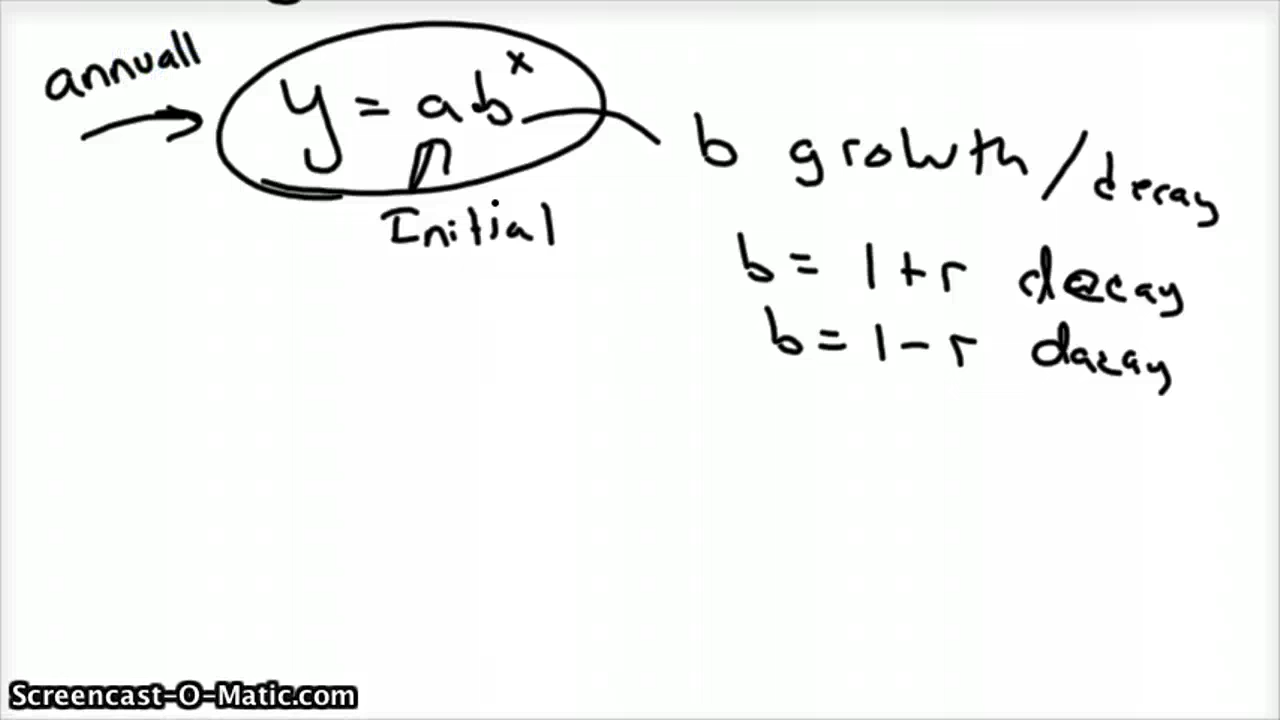 annuall
y = ab^x
Initial
b growth/decay
b = 1 + r decay
b = 1 - r decay
Screencast-O-Matic.com